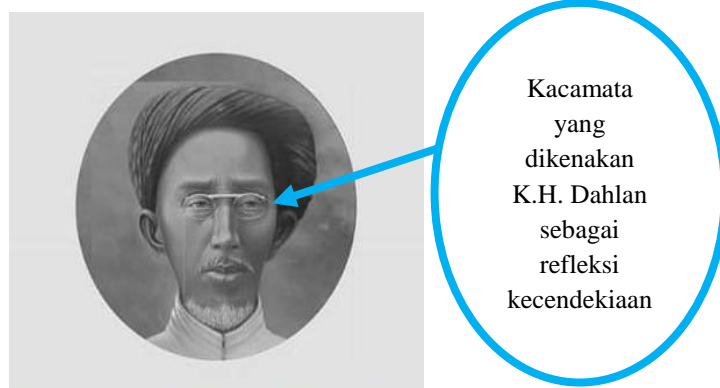 Kacamata
yang
dikenakan
K.H. Dahlan
sebagai
refleksi
kecendekiaan